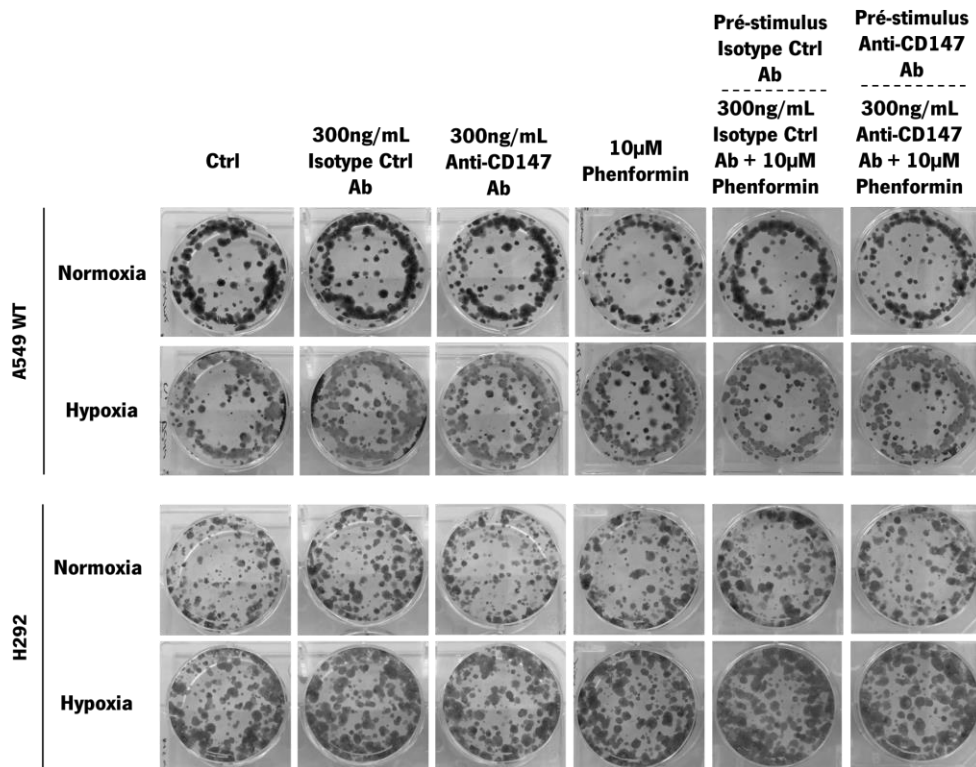 Pré-stimulus
Isotype Ctrl
Ab
Pré-stimulus
Anti-CD147
Ab
Ctrl
300ng/mL
Isotype Ctrl
Ab
300ng/mL
Anti-CD147
Ab
10µM
Phenformin
300ng/mL
Isotype Ctrl
Ab + 10µM
Phenformin
300ng/mL
Anti-CD147
Ab + 10µM
Phenformin
A549 WT
Normoxia
Hypoxia
H292
Normoxia
Hypoxia